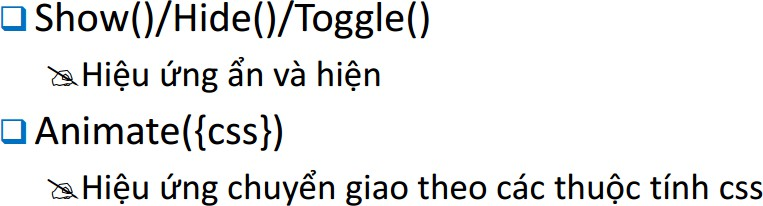 Show()/Hide()/Toggle()
Hiệu ứng ẩn và hiện
Animate({css})
Hiệu ứng chuyển giao theo các thuộc tính css